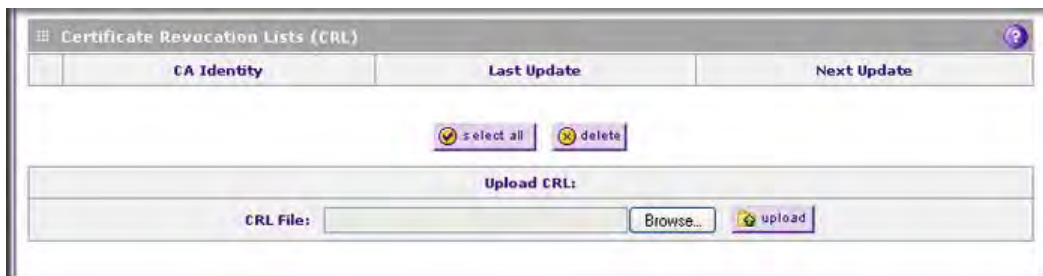 Certificate Revocation Lists (CRL) ?
CA Identity Last Update Next Update
select all delete
Upload CRL:
CRL File: Browse... upload